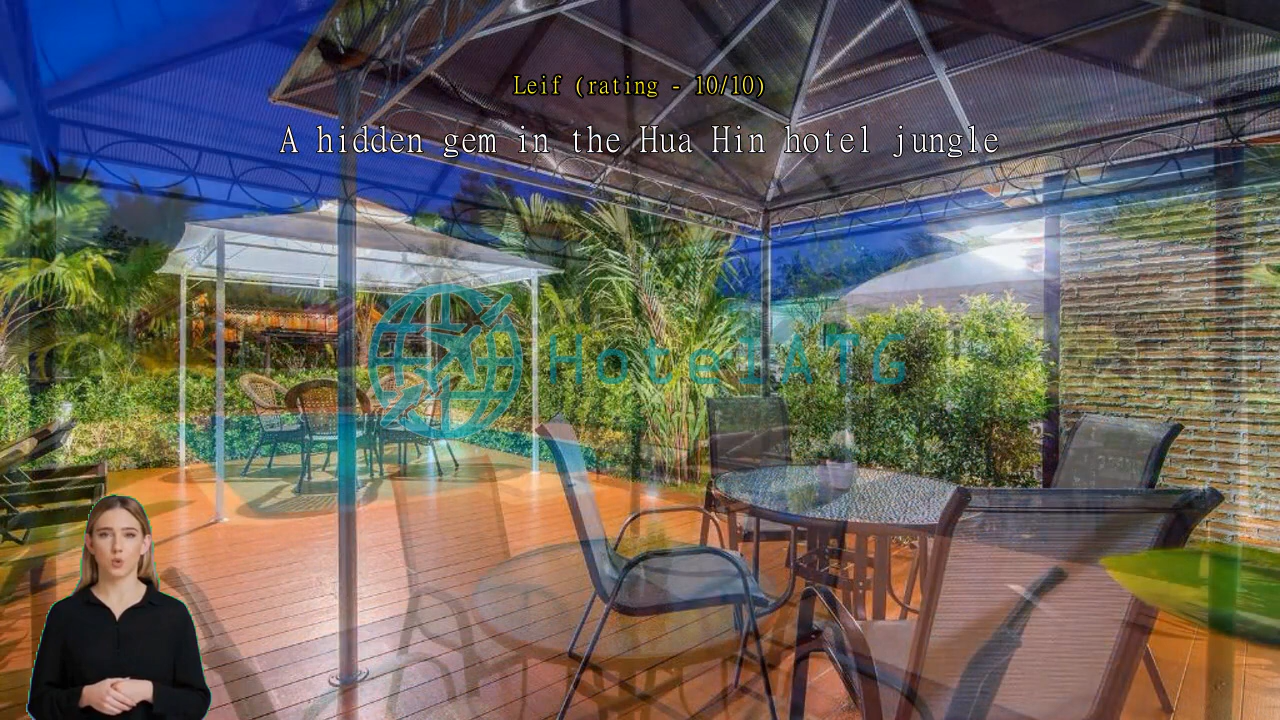 Leif (rating - 10/10)
A hidden gem in the Hua Hin hotel jungle
HotelATG